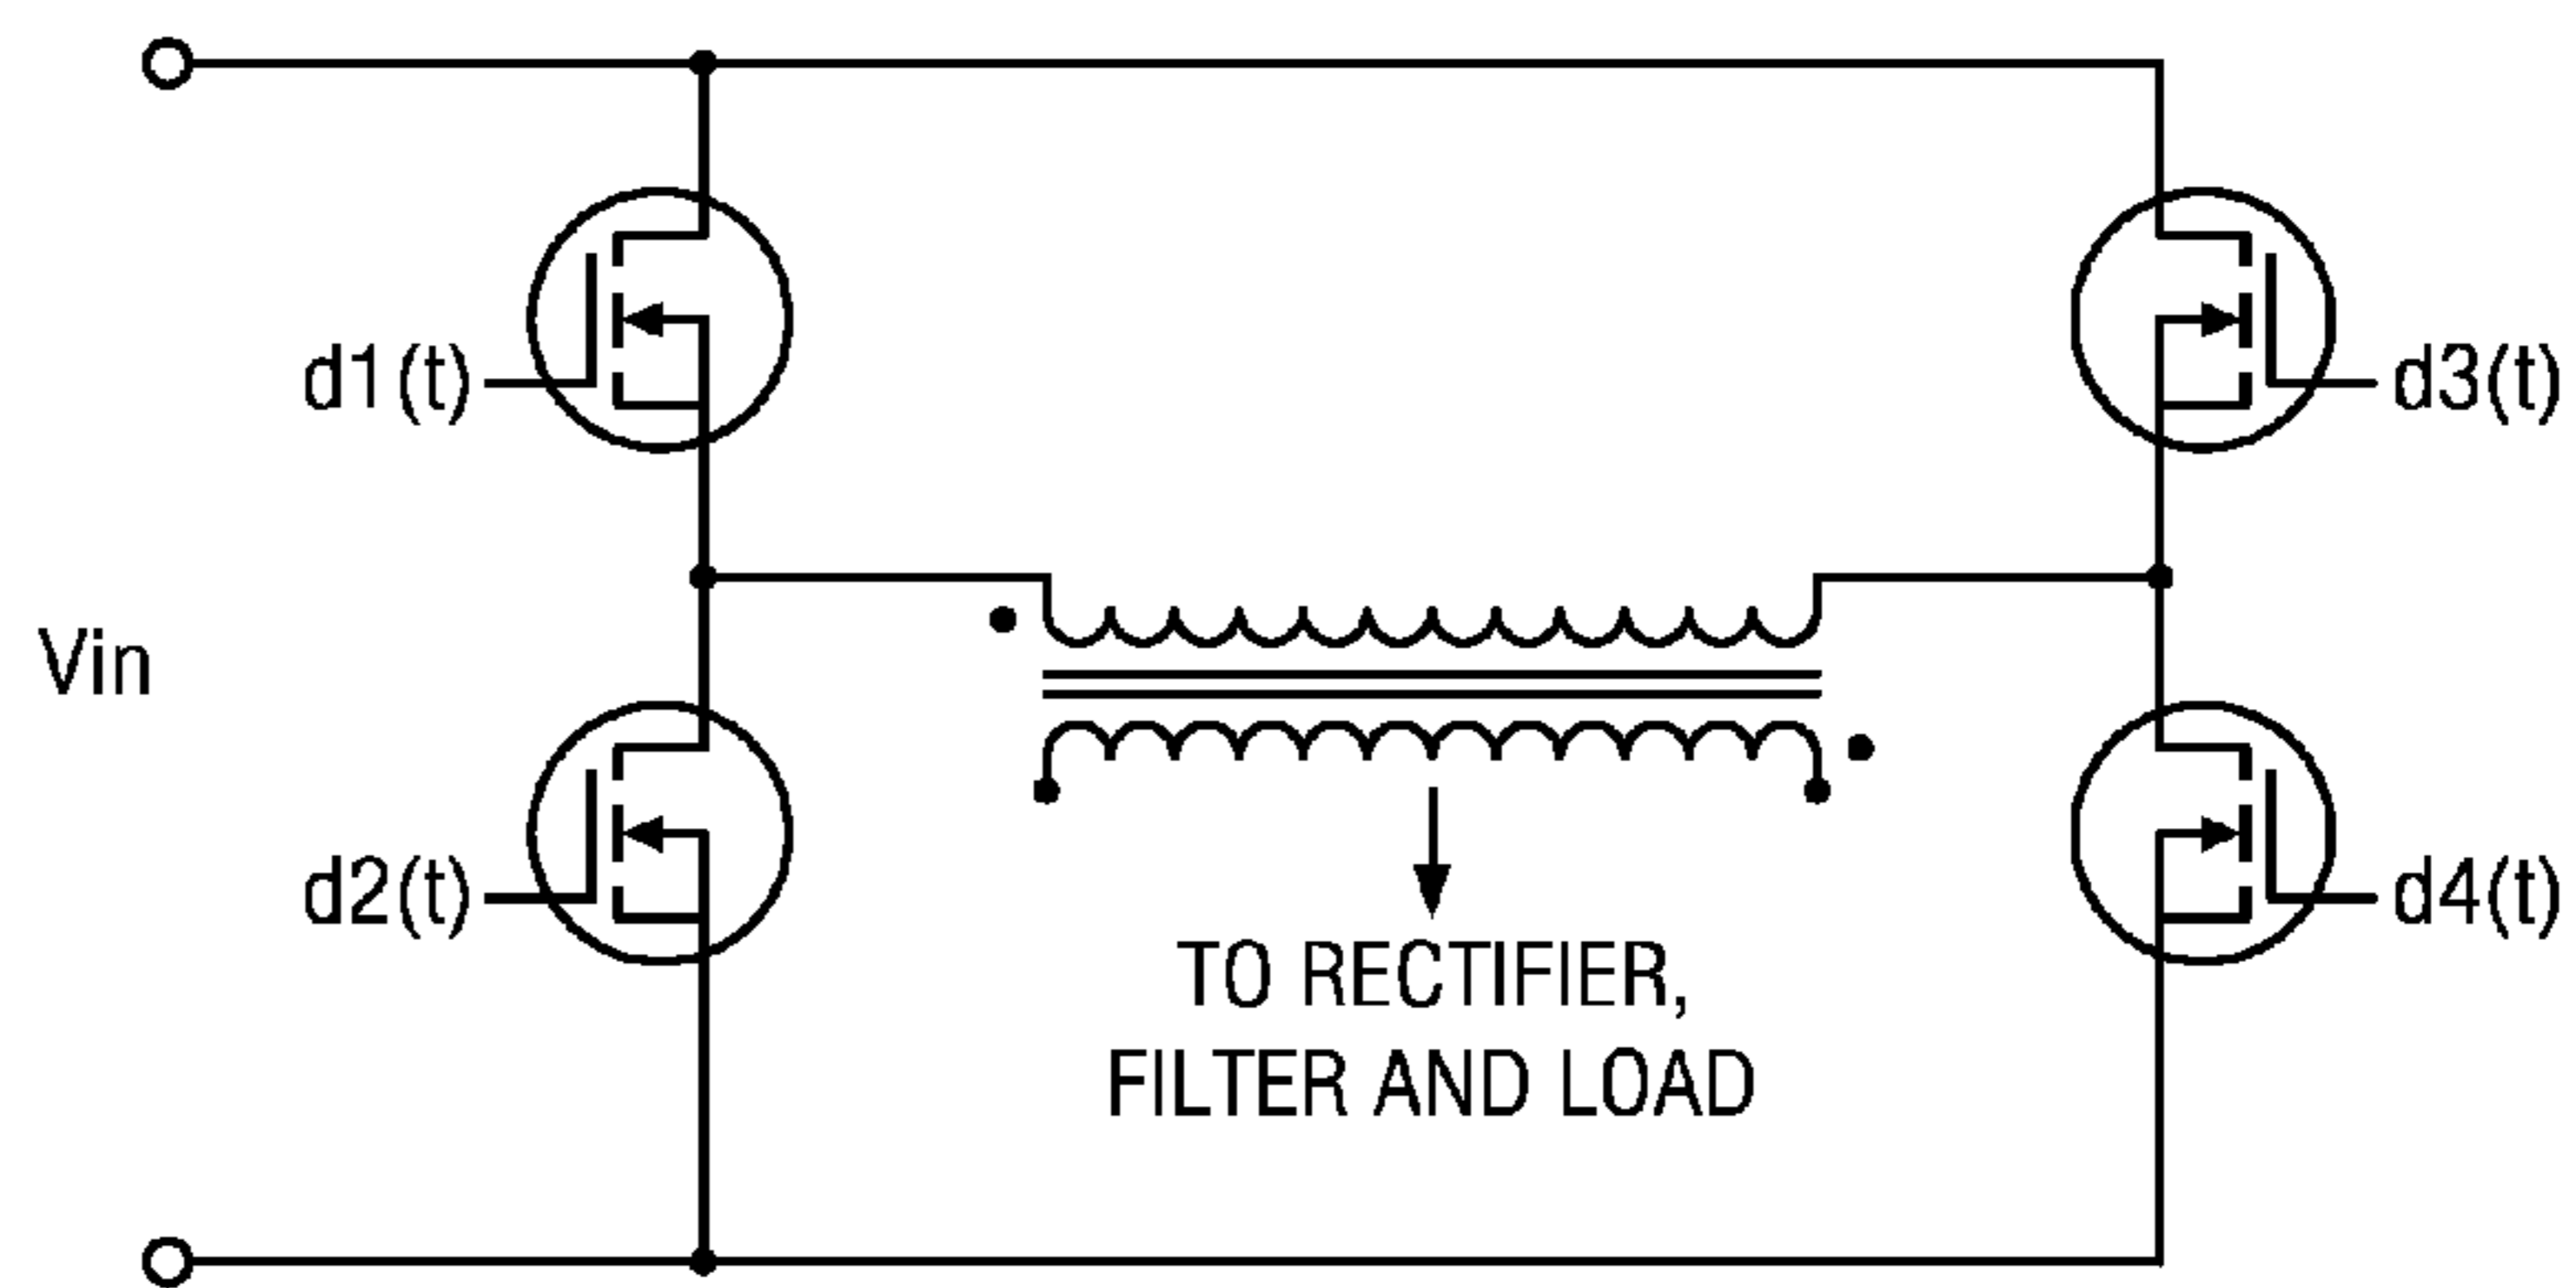 d1(t)
d3(t)
Vin
d2(t)
d4(t)
TO RECTIFIER,
FILTER AND LOAD